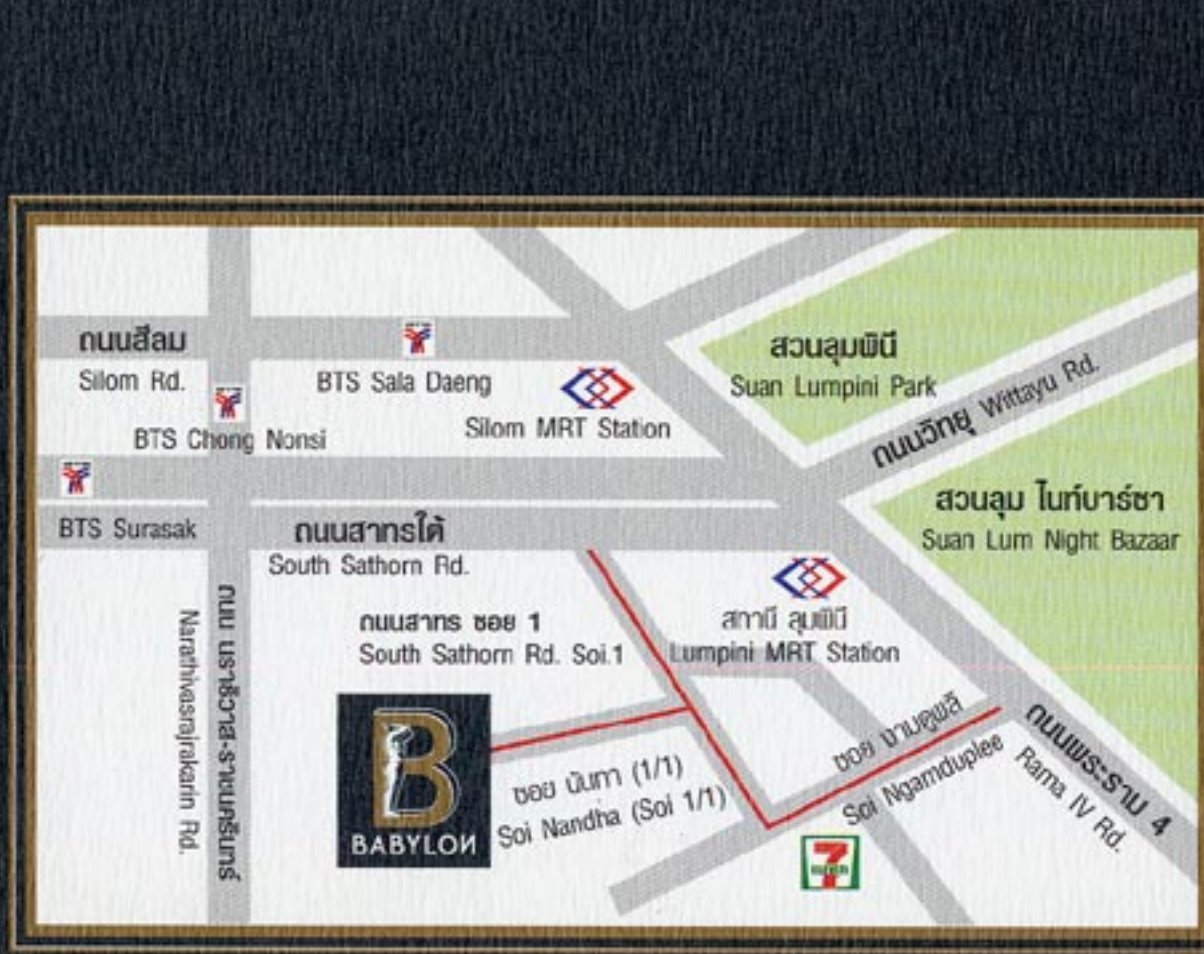 ถนนสีลม
Silom Rd.
BTS Sala Daeng
BTS Chong Nonsi
Silom MRT Station
สวนลุมพินี
Suan Lumpini Park
ถนนวิทยุ Wittayu Rd.
BTS Surasak
ถนนสาทรใต้
South Sathorn Rd.
สวนลุม ไนท์บาร์ซา
Suan Lum Night Bazaar
ถนน นราธิวาส-ราชนครินทร์
Narathivasrajrakarin Rd.
ถนนสาทร ซอย 1
South Sathorn Rd. Soi.1
สถานี ลุมพินี
Lumpini MRT Station
B
BABYLON
ซอย นันทา (1/1)
Soi Nandha (Soi 1/1)
ซอย งามดูพลี
Soi Ngamduplee
ถนนพระราม 4
Rama IV Rd.
7